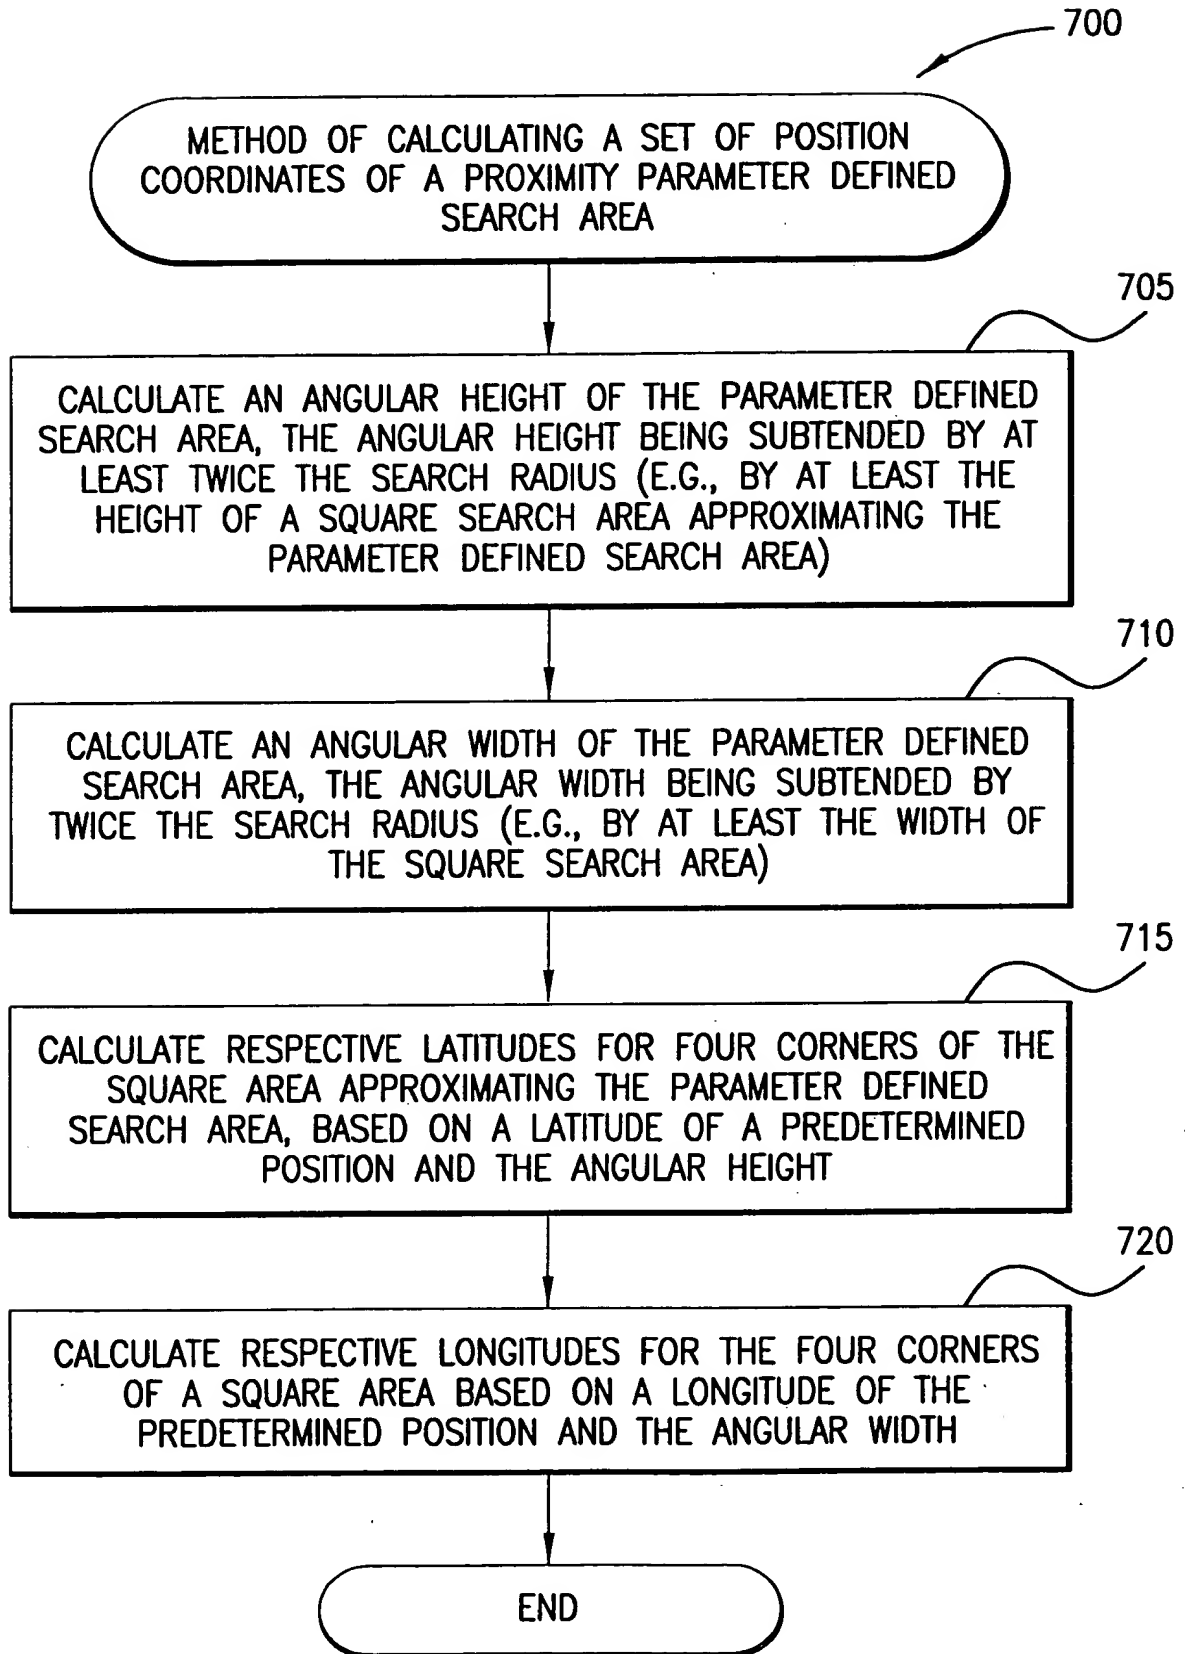 700
METHOD OF CALCULATING A SET OF POSITION
COORDINATES OF A PROXIMITY PARAMETER DEFINED
SEARCH AREA
705
CALCULATE AN ANGULAR HEIGHT OF THE PARAMETER DEFINED
SEARCH AREA, THE ANGULAR HEIGHT BEING SUBTENDED BY AT
LEAST TWICE THE SEARCH RADIUS (E.G., BY AT LEAST THE
HEIGHT OF A SQUARE SEARCH AREA APPROXIMATING THE
PARAMETER DEFINED SEARCH AREA)
710
CALCULATE AN ANGULAR WIDTH OF THE PARAMETER DEFINED
SEARCH AREA, THE ANGULAR WIDTH BEING SUBTENDED BY
TWICE THE SEARCH RADIUS (E.G., BY AT LEAST THE WIDTH OF
THE SQUARE SEARCH AREA)
715
CALCULATE RESPECTIVE LATITUDES FOR FOUR CORNERS OF THE
SQUARE AREA APPROXIMATING THE PARAMETER DEFINED
SEARCH AREA, BASED ON A LATITUDE OF A PREDETERMINED
POSITION AND THE ANGULAR HEIGHT
720
CALCULATE RESPECTIVE LONGITUDES FOR THE FOUR CORNERS
OF A SQUARE AREA BASED ON A LONGITUDE OF THE
PREDETERMINED POSITION AND THE ANGULAR WIDTH
END